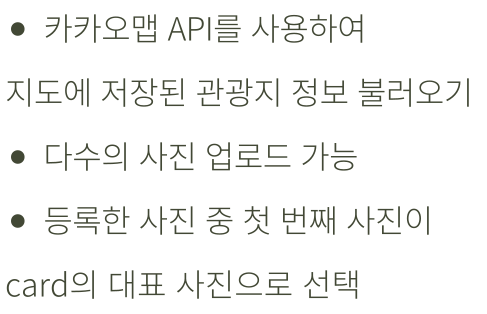 ● 카카오맵 API를 사용하여
지도에 저장된 관광지 정보 불러오기
● 다수의 사진 업로드 가능
● 등록한 사진 중 첫 번째 사진이
card의 대표 사진으로 선택